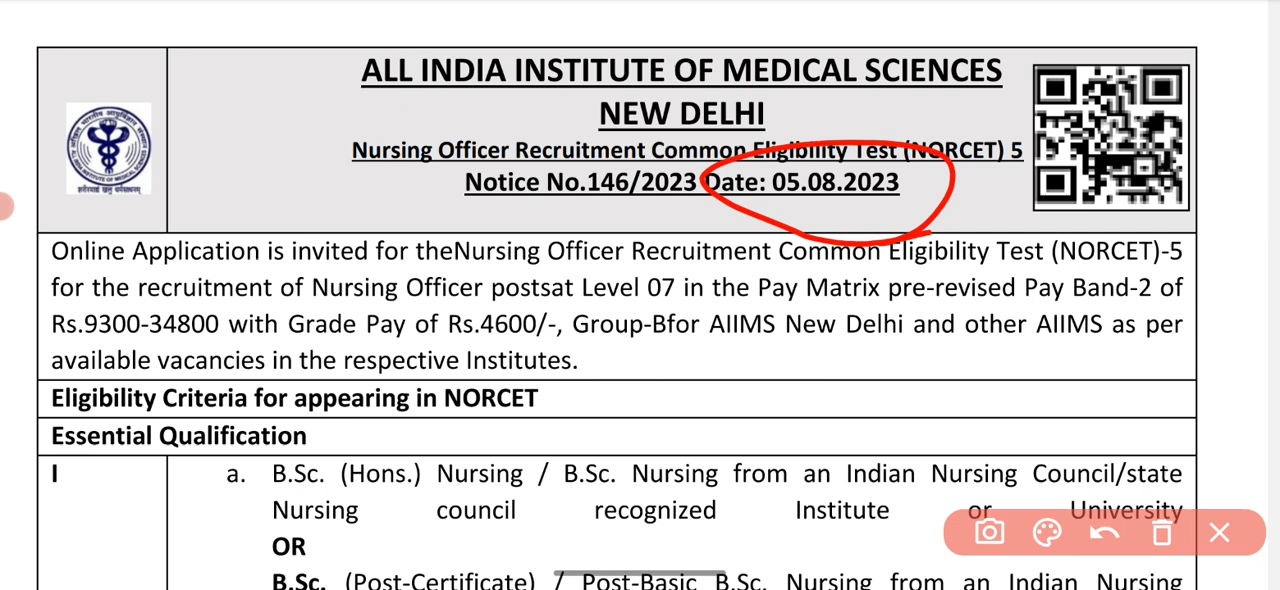 ALL INDIA INSTITUTE OF MEDICAL SCIENCES
NEW DELHI
Nursing Officer Recruitment Common Eligibility Test (NORCET) 5
Notice No.146/2023 Date: 05.08.2023
Online Application is invited for theNursing Officer Recruitment Common Eligibility Test (NORCET)-5
for the recruitment of Nursing Officer postsat Level 07 in the Pay Matrix pre-revised Pay Band-2 of
Rs.9300-34800 with Grade Pay of Rs.4600/-, Group-Bfor AIIMS New Delhi and other AIIMS as per
available vacancies in the respective Institutes.
Eligibility Criteria for appearing in NORCET
Essential Qualification
I
a. B.Sc. (Hons.) Nursing / B.Sc. Nursing from an Indian Nursing Council/state
Nursing council recognized Institute or University
OR
B.Sc. (Post-Certificate) / Post-Basic B.Sc. Nursing from an Indian Nursing